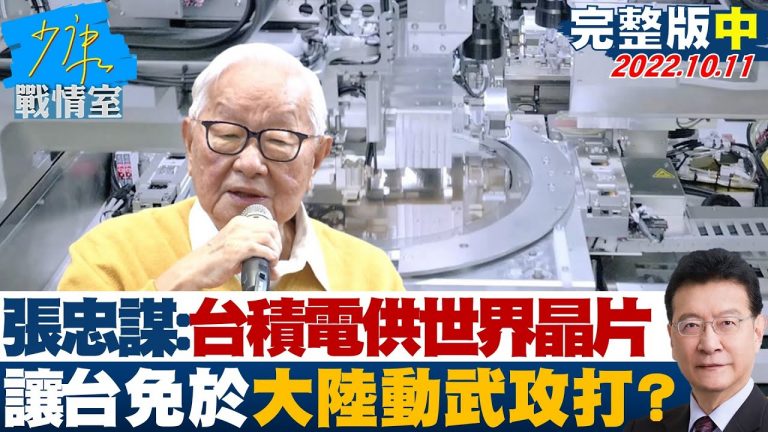 少康
戰情室
完整版中
2022.10.11
張忠謀:台積電供世界晶片
讓台免於大陸動武攻打?